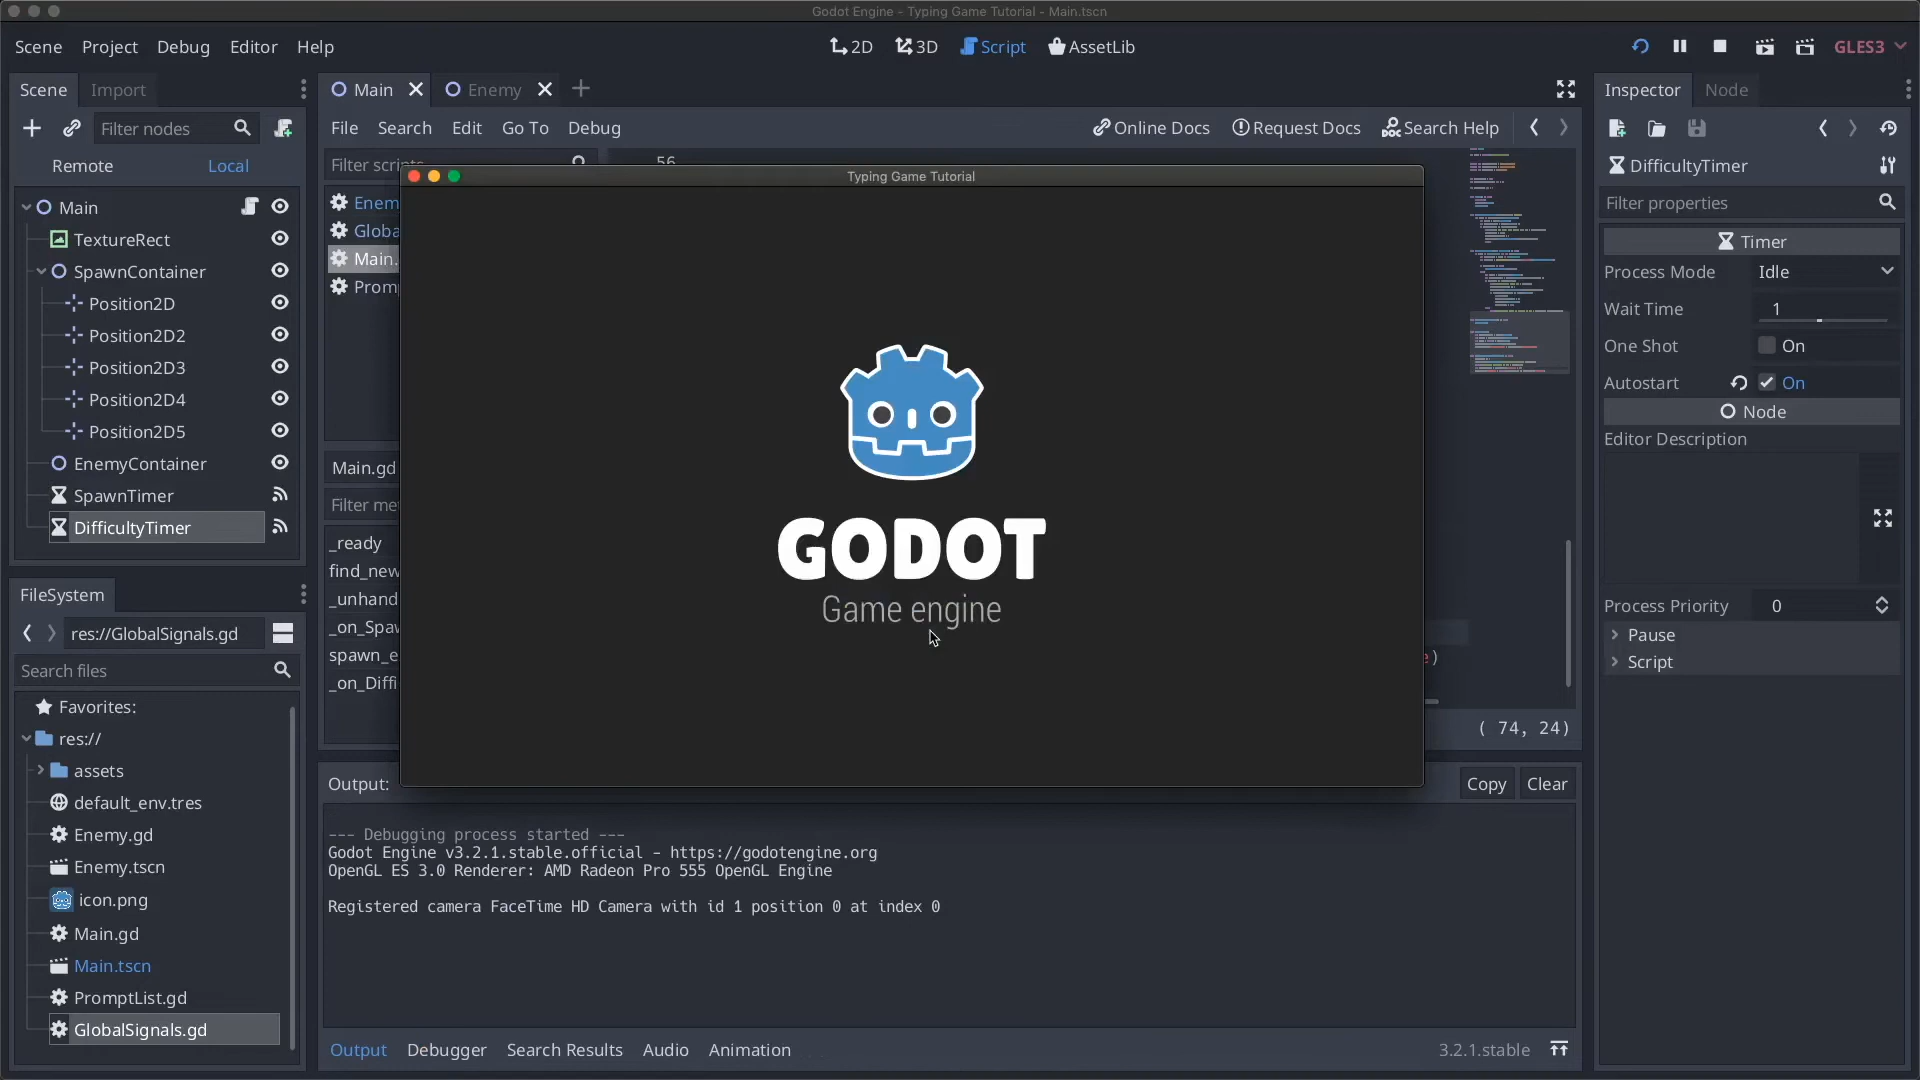 Godot Engine - Typing Game Tutorial - Main.tscn
Scene Project Debug Editor Help
2D 3D Script AssetLib
GLES3
Scene Import
Filter nodes
Remote Local
Main
TextureRect
SpawnContainer
Position2D
Position2D2
Position2D3
Position2D4
Position2D5
EnemyContainer
SpawnTimer
DifficultyTimer
FileSystem
res://GlobalSignals.gd
Search files
Favorites:
res://
assets
default_env.tres
Enemy.gd
Enemy.tscn
icon.png
Main.gd
Main.tscn
PromptList.gd
GlobalSignals.gd
Main Enemy
File Search Edit Go To Debug
Online Docs Request Docs Search Help
Filter scripts
56
Enem
Globa
Main.
Prom
Main.gd
Filter me
_ready
find_new
_unhand
_on_Spaw
spawn_e
_on_Diffi
Typing Game Tutorial
GODOT
Game engine
)
( 74, 24)
Output:
Copy Clear
--- Debugging process started ---
Godot Engine v3.2.1.stable.official - https://godotengine.org
OpenGL ES 3.0 Renderer: AMD Radeon Pro 555 OpenGL Engine
Registered camera FaceTime HD Camera with id 1 position 0 at index 0
Output Debugger Search Results Audio Animation
3.2.1.stable
Inspector Node
DifficultyTimer
Filter properties
Timer
Process Mode Idle
Wait Time 1
One Shot On
Autostart On
Node
Editor Description
Process Priority 0
Pause
Script